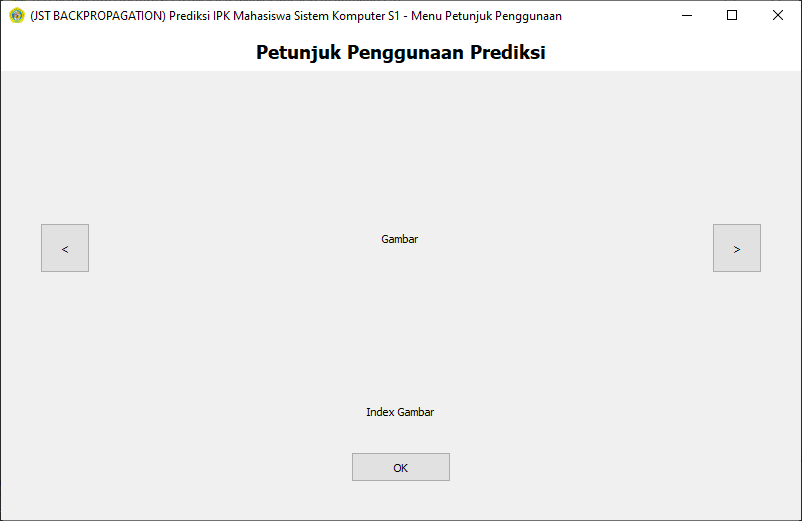 (JST BACKPROPAGATION) Prediksi IPK Mahasiswa Sistem Komputer S1 - Menu Petunjuk Penggunaan
Petunjuk Penggunaan Prediksi
<
Gambar
>
Index Gambar
OK